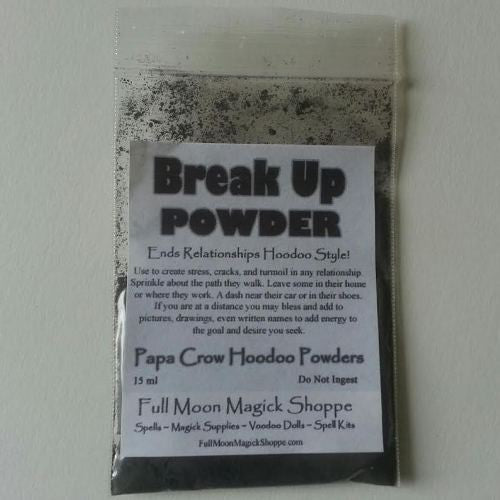 Break Up
POWDER
Ends Relationships Hoodoo Style!
Use to create stress, cracks, and turmoil in any relationship.
Sprinkle about the path they walk. Leave some in their home
or where they work. A dash near their car or in their shoes.
If you are at a distance you may bless and add to
pictures, drawings, even written names to add energy to
the goal and desire you seek.
Papa Crow Hoodoo Powders
15 ml Do Not Ingest
Full Moon Magick Shoppe
Spells ~ Magick Supplies ~ Voodoo Dolls ~ Spell Kits
FullMoonMagickShoppe.com